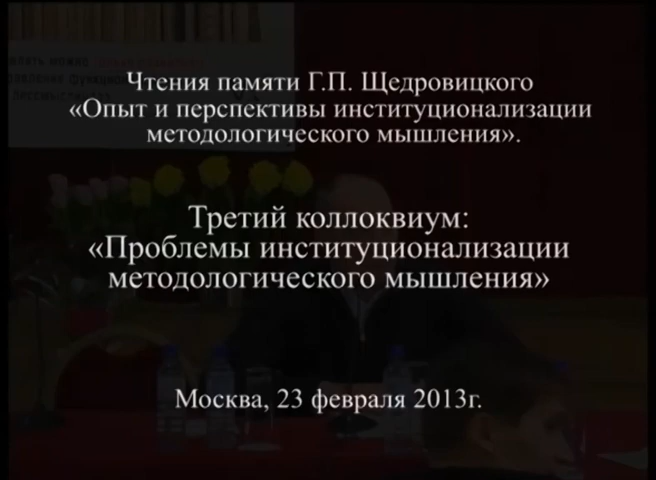 Чтения памяти Г.П. Щедровицкого
«Опыт и перспективы институционализации
методологического мышления».
Третий коллоквиум:
«Проблемы институционализации
методологического мышления»
Москва, 23 февраля 2013г.